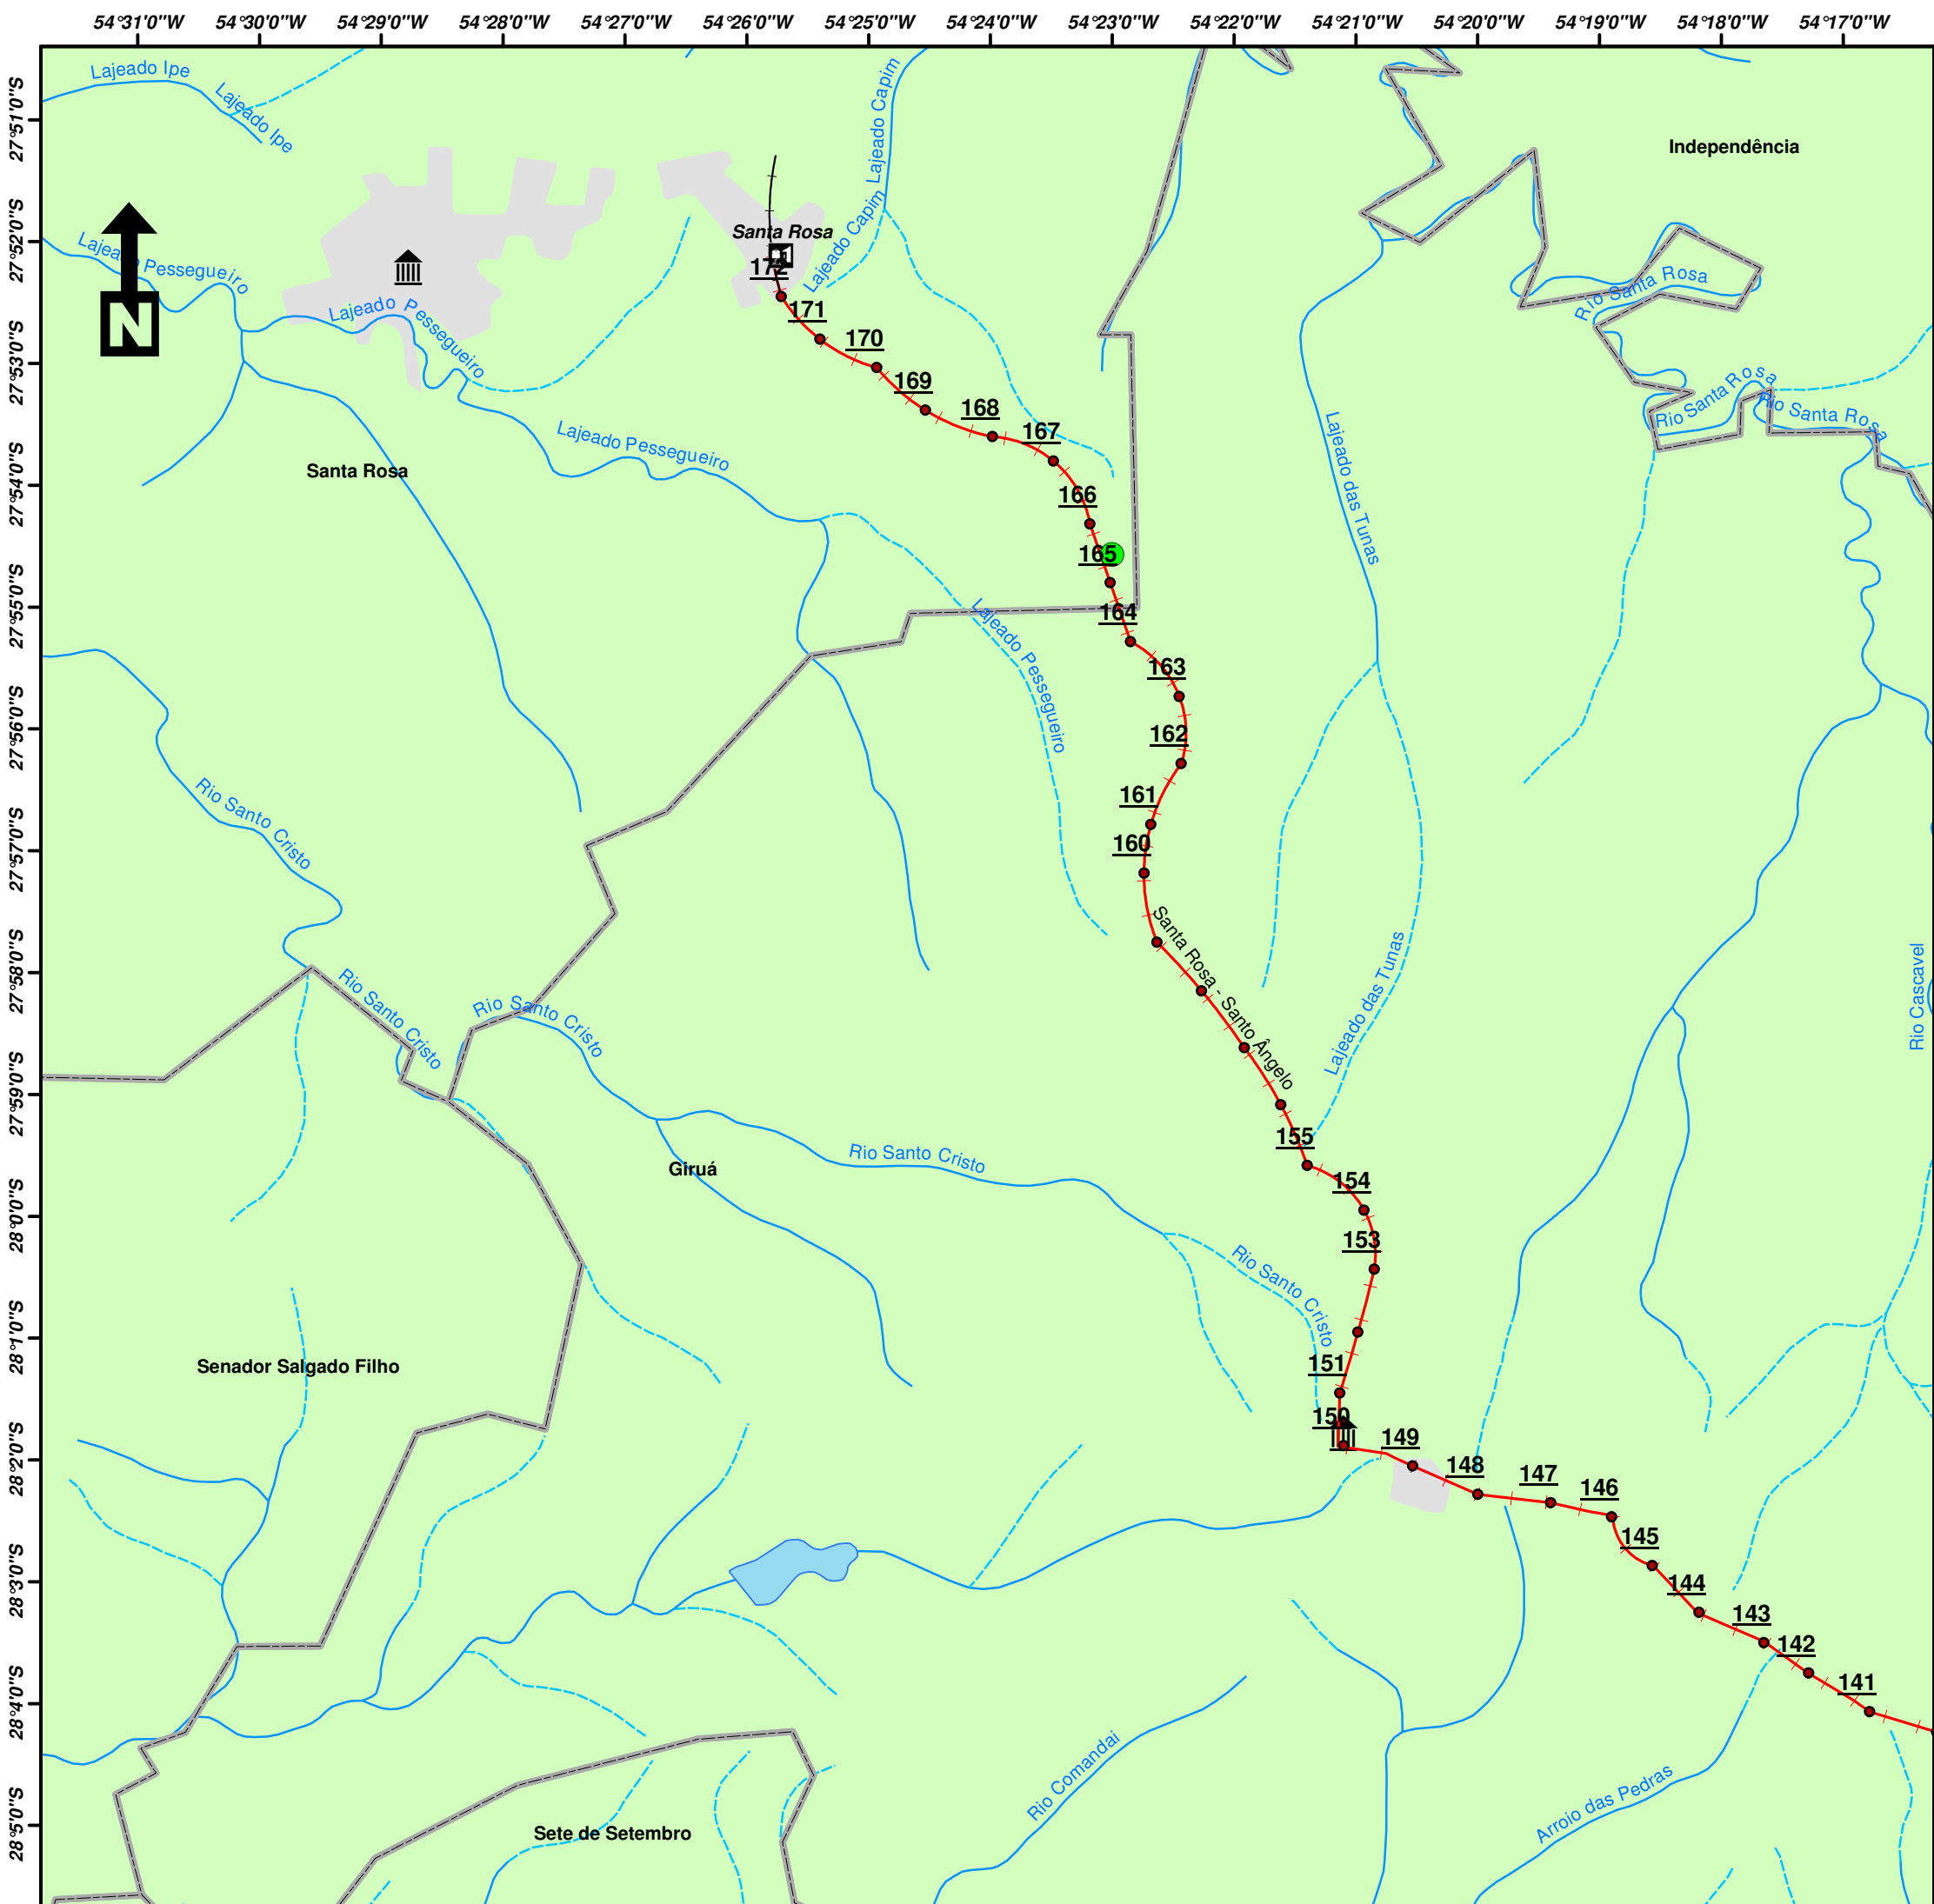 54°31'0"W 54°30'0"W 54°29'0"W 54°28'0"W 54°27'0"W 54°26'0"W 54°25'0"W 54°24'0"W 54°23'0"W 54°22'0"W 54°21'0"W 54°20'0"W 54°19'0"W 54°18'0"W 54°17'0"W
Lajeado Ipe
Lajeado Ipe
Lajeado Capim
27°51'0"S
Independência
Lajeado Capim
27°52'0"S
Santa Rosa
Lajeado Pessegueiro
172
Rio Santa Rosa
N
Lajeado Pessegueiro
171
170
27°53'0"S
169
Rio Santa Rosa
Rio Santa Rosa
168
167
Lajeado Pessegueiro
Lajeado das Tunas
Santa Rosa
27°54'0"S
166
165
27°55'0"S
164
Lajeado Pessegueiro
163
27°56'0"S
162
161
Rio Santo Cristo
27°57'0"S
160
Santa Rosa - Santo Ângelo
27°58'0"S
Rio Cascavel
Lajeado das Tunas
Rio Santo Cristo
Rio Santo Cristo
27°59'0"S
155
Rio Santo Cristo
Giruá
154
28°0'0"S
153
Rio Santo Cristo
28°1'0"S
151
Senador Salgado Filho
150
149
28°2'0"S
148
147
146
145
28°3'0"S
144
143
142
141
28°4'0"S
Rio Comandai
Arroio das Pedras
28°5'0"S
Sete de Setembro